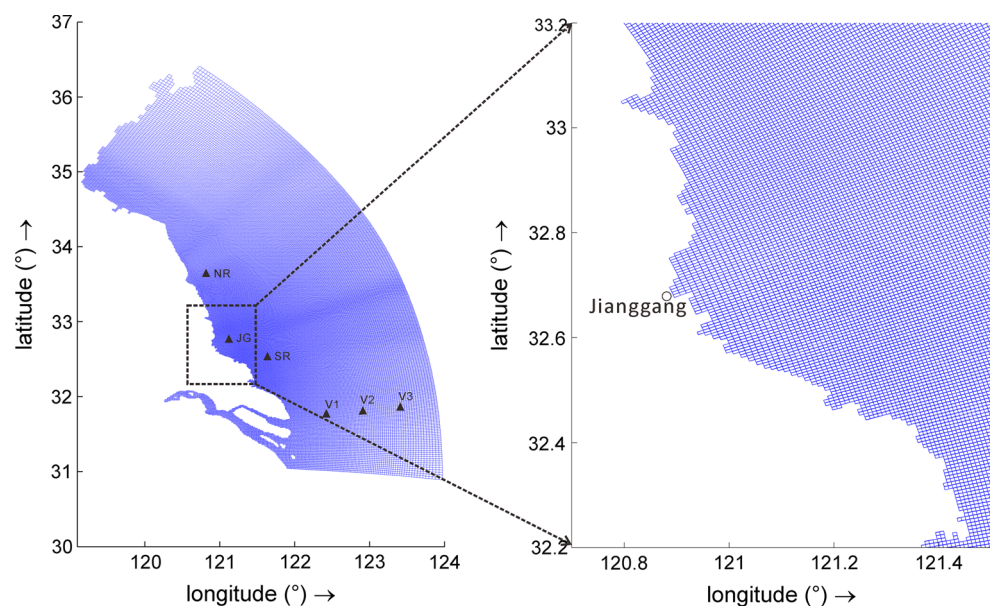 37
36
35
34
33
32
31
30
latitude (°) →
NR
JG
SR
V1
V2
V3
120
121
122
123
124
longitude (°) →
33.2
33
32.8
32.6
32.4
32.2
latitude (°) →
Jianggang
120.8
121
121.2
121.4
longitude (°) →